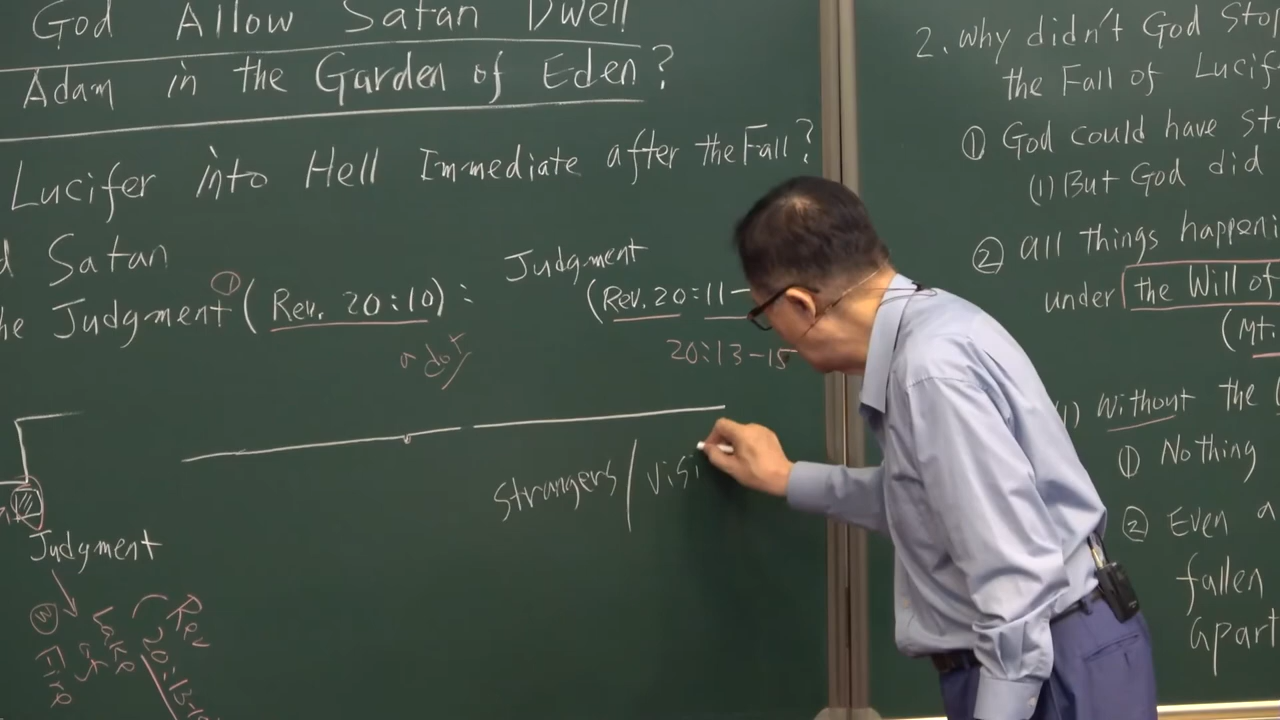 God Allow Satan Dwell
Adam in the Garden of Eden?
Lucifer into Hell Immediate after the Fall?
d Satan
he Judgment ① (Rev. 20:10):
a dot
Judgment
(Rev. 20:11-
20:13-15
strangers/visi
Judgment
W
Lake
Fire
(Rev
20:13-
2. Why didn't God Stop
the Fall of Lucif
① God could have Sto
(1) But God did
② All things happeni
under the Will of
(Mt.
(1) Without the
① Nothing
② Even a
fallen
apart